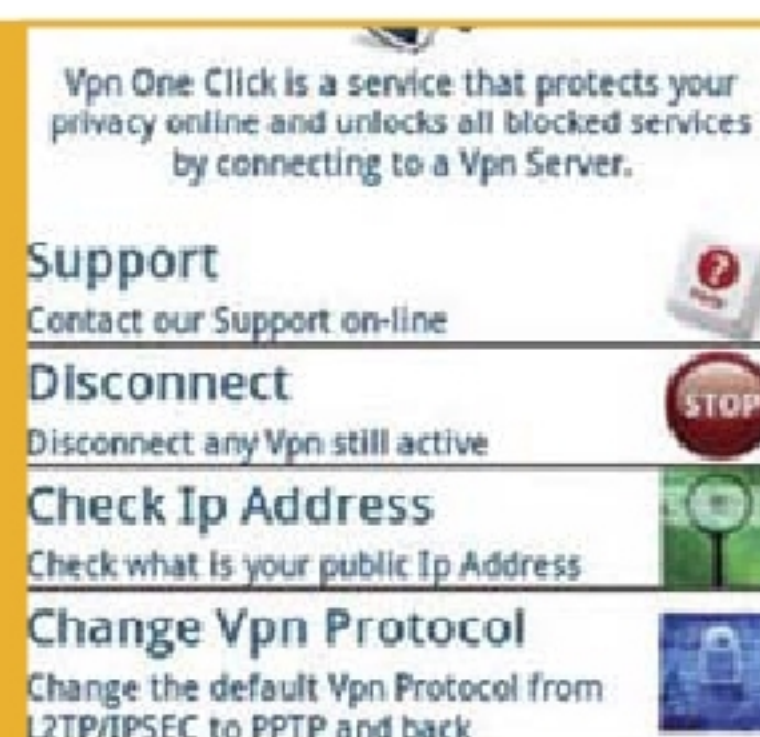 Vpn One Click is a service that protects your
privacy online and unlocks all blocked services
by connecting to a Vpn Server.
Support
Contact our Support on-line
Disconnect
Disconnect any Vpn still active
STOP
Check Ip Address
Check what is your public Ip Address
Change Vpn Protocol
Change the default Vpn Protocol from
L2TP/IPSEC to PPTP and back